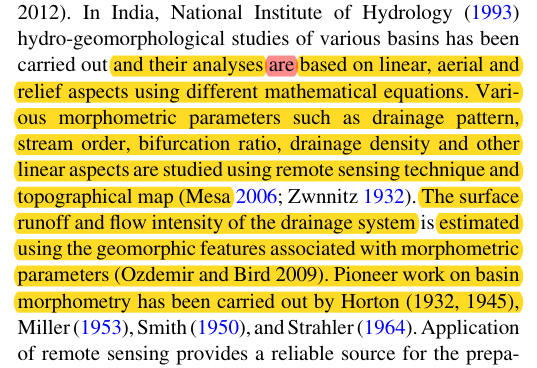 2012). In India, National Institute of Hydrology (1993)
hydro-geomorphological studies of various basins has been
carried out and their analyses are based on linear, aerial and
relief aspects using different mathematical equations. Vari-
ous morphometric parameters such as drainage pattern,
stream order, bifurcation ratio, drainage density and other
linear aspects are studied using remote sensing technique and
topographical map (Mesa 2006; Zwnnitz 1932). The surface
runoff and flow intensity of the drainage system is estimated
using the geomorphic features associated with morphometric
parameters (Ozdemir and Bird 2009). Pioneer work on basin
morphometry has been carried out by Horton (1932, 1945),
Miller (1953), Smith (1950), and Strahler (1964). Application
of remote sensing provides a reliable source for the prepa-